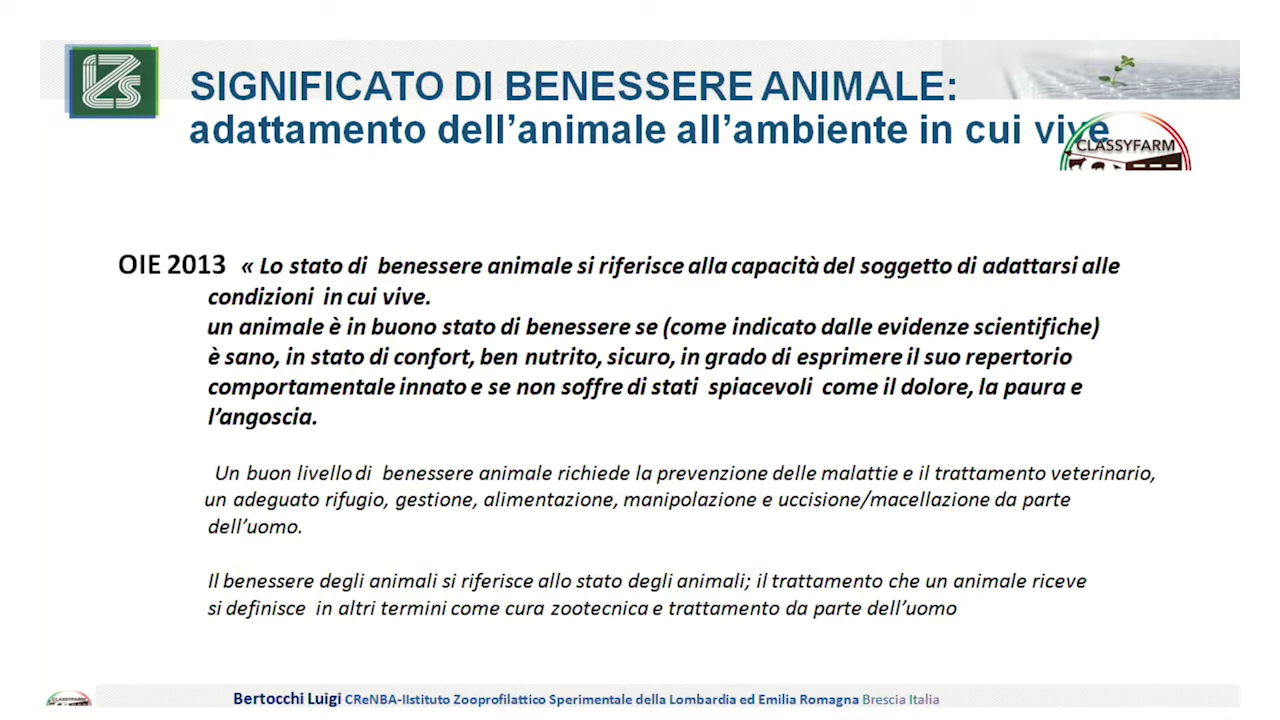 SIGNIFICATO DI BENESSERE ANIMALE:
adattamento dell’animale all’ambiente in cui vive
CLASSYFARM
OIE 2013 « Lo stato di benessere animale si riferisce alla capacità del soggetto di adattarsi alle
condizioni in cui vive.
un animale è in buono stato di benessere se (come indicato dalle evidenze scientifiche)
è sano, in stato di confort, ben nutrito, sicuro, in grado di esprimere il suo repertorio
comportamentale innato e se non soffre di stati spiacevoli come il dolore, la paura e
l’angoscia.
Un buon livello di benessere animale richiede la prevenzione delle malattie e il trattamento veterinario,
un adeguato rifugio, gestione, alimentazione, manipolazione e uccisione/macellazione da parte
dell’uomo.
Il benessere degli animali si riferisce allo stato degli animali; il trattamento che un animale riceve
si definisce in altri termini come cura zootecnica e trattamento da parte dell’uomo
CLASSYFARM
Bertocchi Luigi CReNBA-IIstituto Zooprofilattico Sperimentale della Lombardia ed Emilia Romagna Brescia Italia